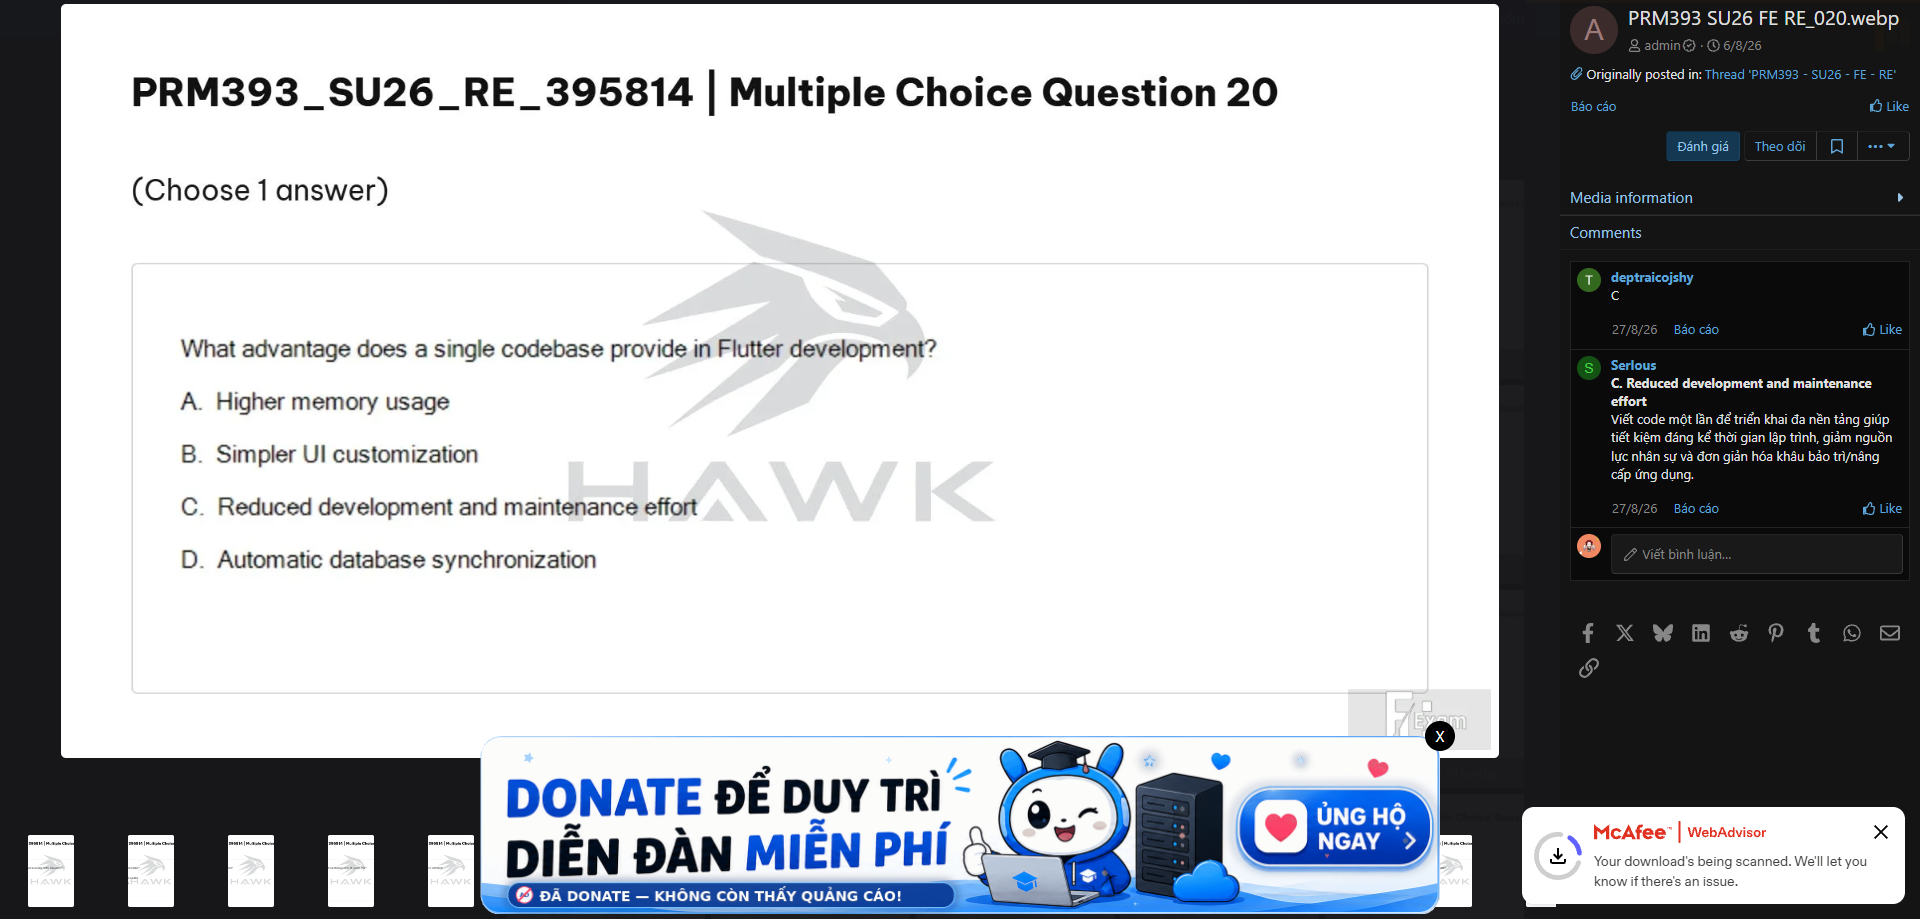 PRM393_SU26_RE_395814 | Multiple Choice Question 20
(Choose 1 answer)
What advantage does a single codebase provide in Flutter development?
A. Higher memory usage
B. Simpler UI customization
C. Reduced development and maintenance effort
D. Automatic database synchronization
HAWK
Exam
A
PRM393 SU26 FE RE_020.webp
admin · 6/8/26
Originally posted in: Thread 'PRM393 - SU26 - FE - RE'
Báo cáo Like
Đánh giá Theo dõi
Media information
Comments
T deptraicojshy
C
27/8/26 Báo cáo Like
S Serlous
C. Reduced development and maintenance
effort
Viết code một lần để triển khai đa nền tảng giúp
tiết kiệm đáng kể thời gian lập trình, giảm nguồn
lực nhân sự và đơn giản hóa khâu bảo trì/nâng
cấp ứng dụng.
27/8/26 Báo cáo Like
Viết bình luận...
X
DONATE ĐỂ DUY TRÌ
DIỄN ĐÀN MIỄN PHÍ
ĐÃ DONATE — KHÔNG CÒN THẤY QUẢNG CÁO!
ỦNG HỘ
NGAY
McAfee | WebAdvisor
Your download's being scanned. We'll let you
know if there's an issue.